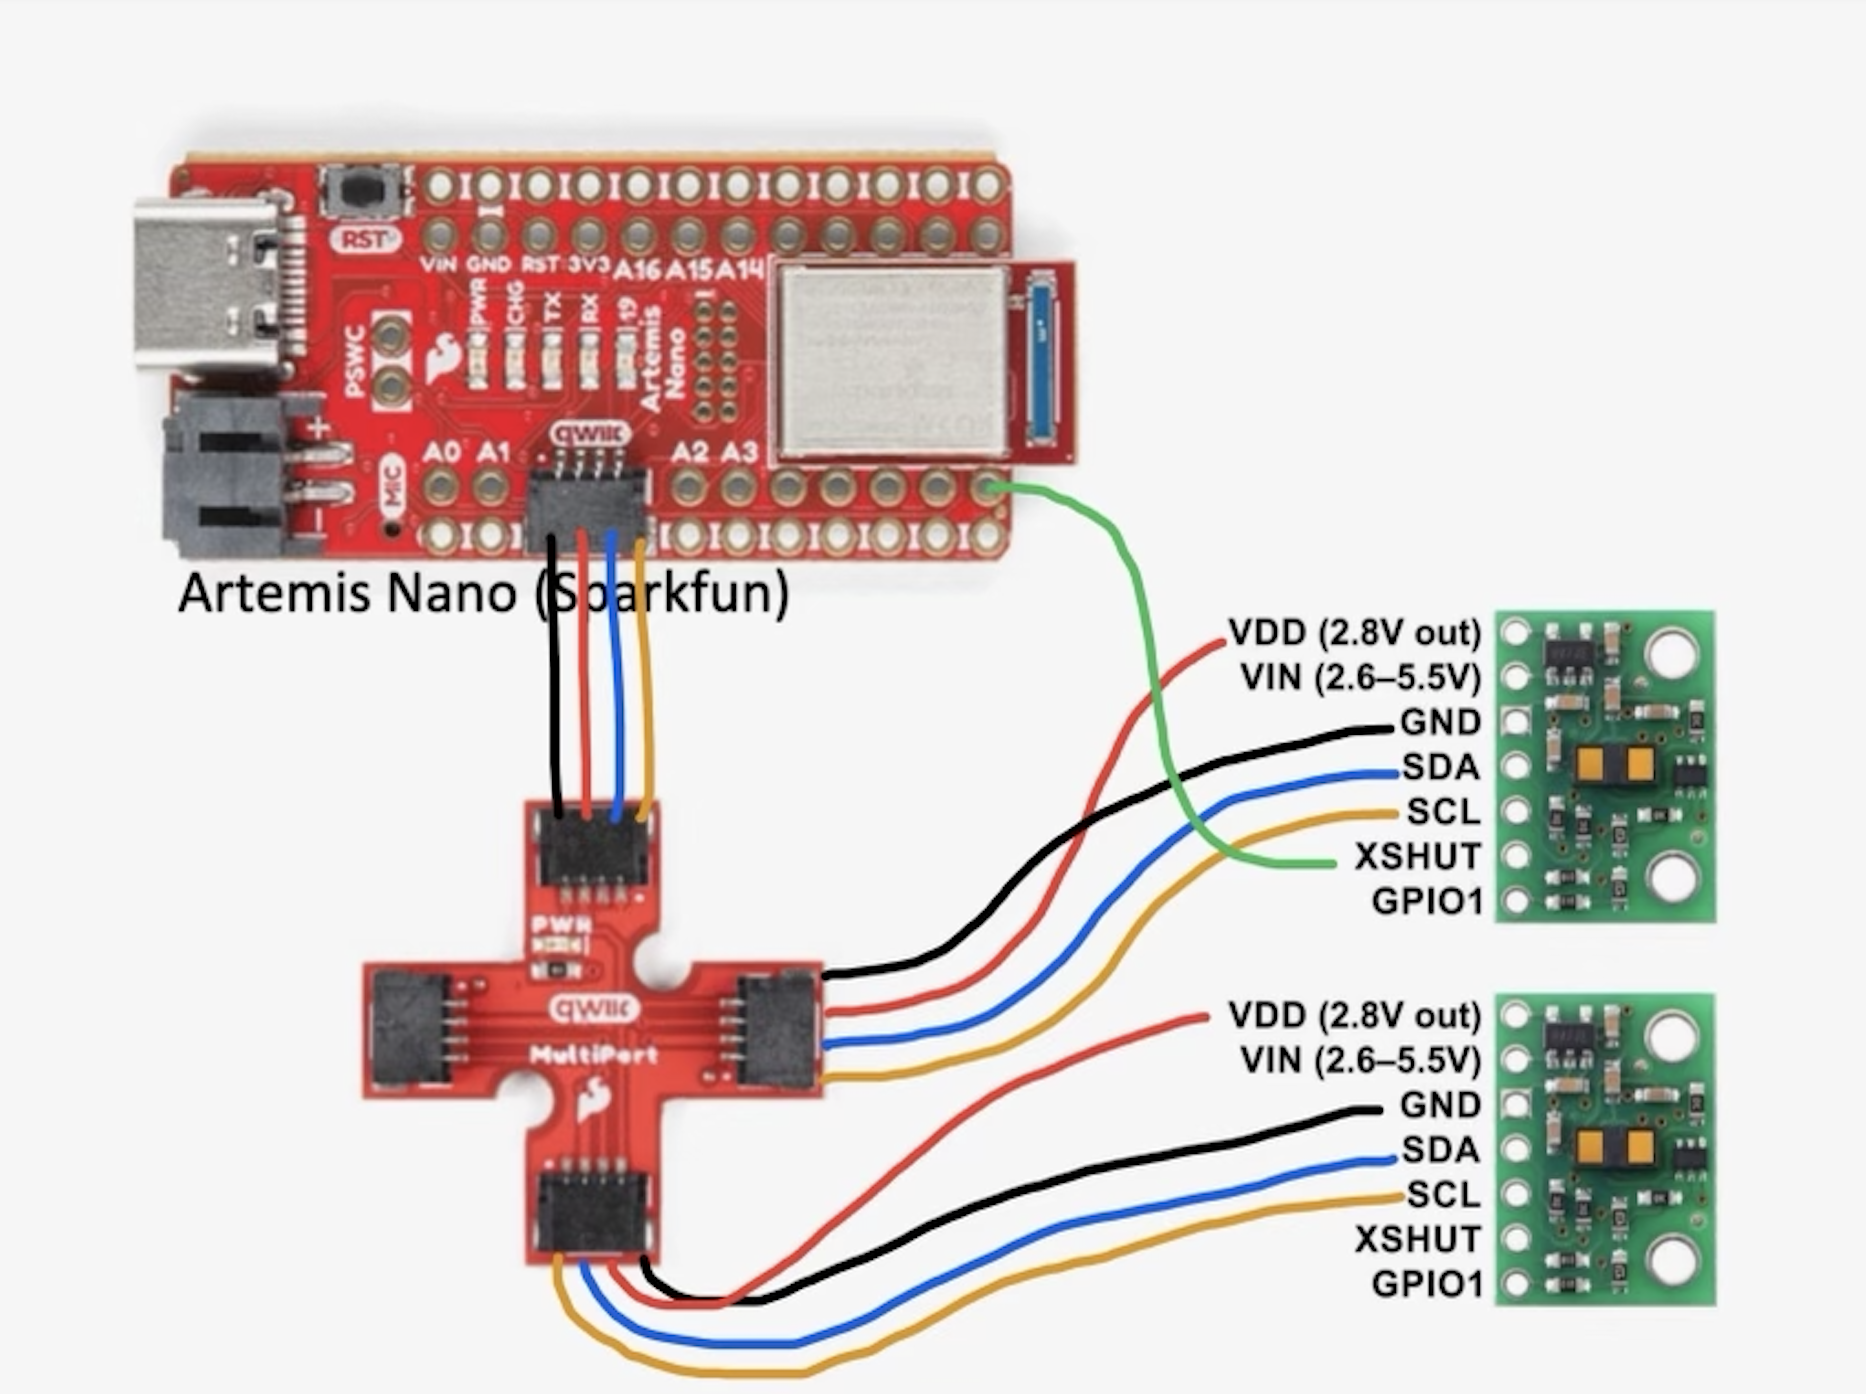 RST
VIN GND RST 3V3 A16 A15 A14
PWR
CHG
TX
RX
19
Artemis
Nano
PSWC
+
qwiic
A0 A1
A2 A3
MIC
−
Artemis Nano (Sparkfun)
VDD (2.8V out)
VIN (2.6–5.5V)
GND
SDA
SCL
XSHUT
GPIO1
PWR
qwiic
MultiPort
VDD (2.8V out)
VIN (2.6–5.5V)
GND
SDA
SCL
XSHUT
GPIO1